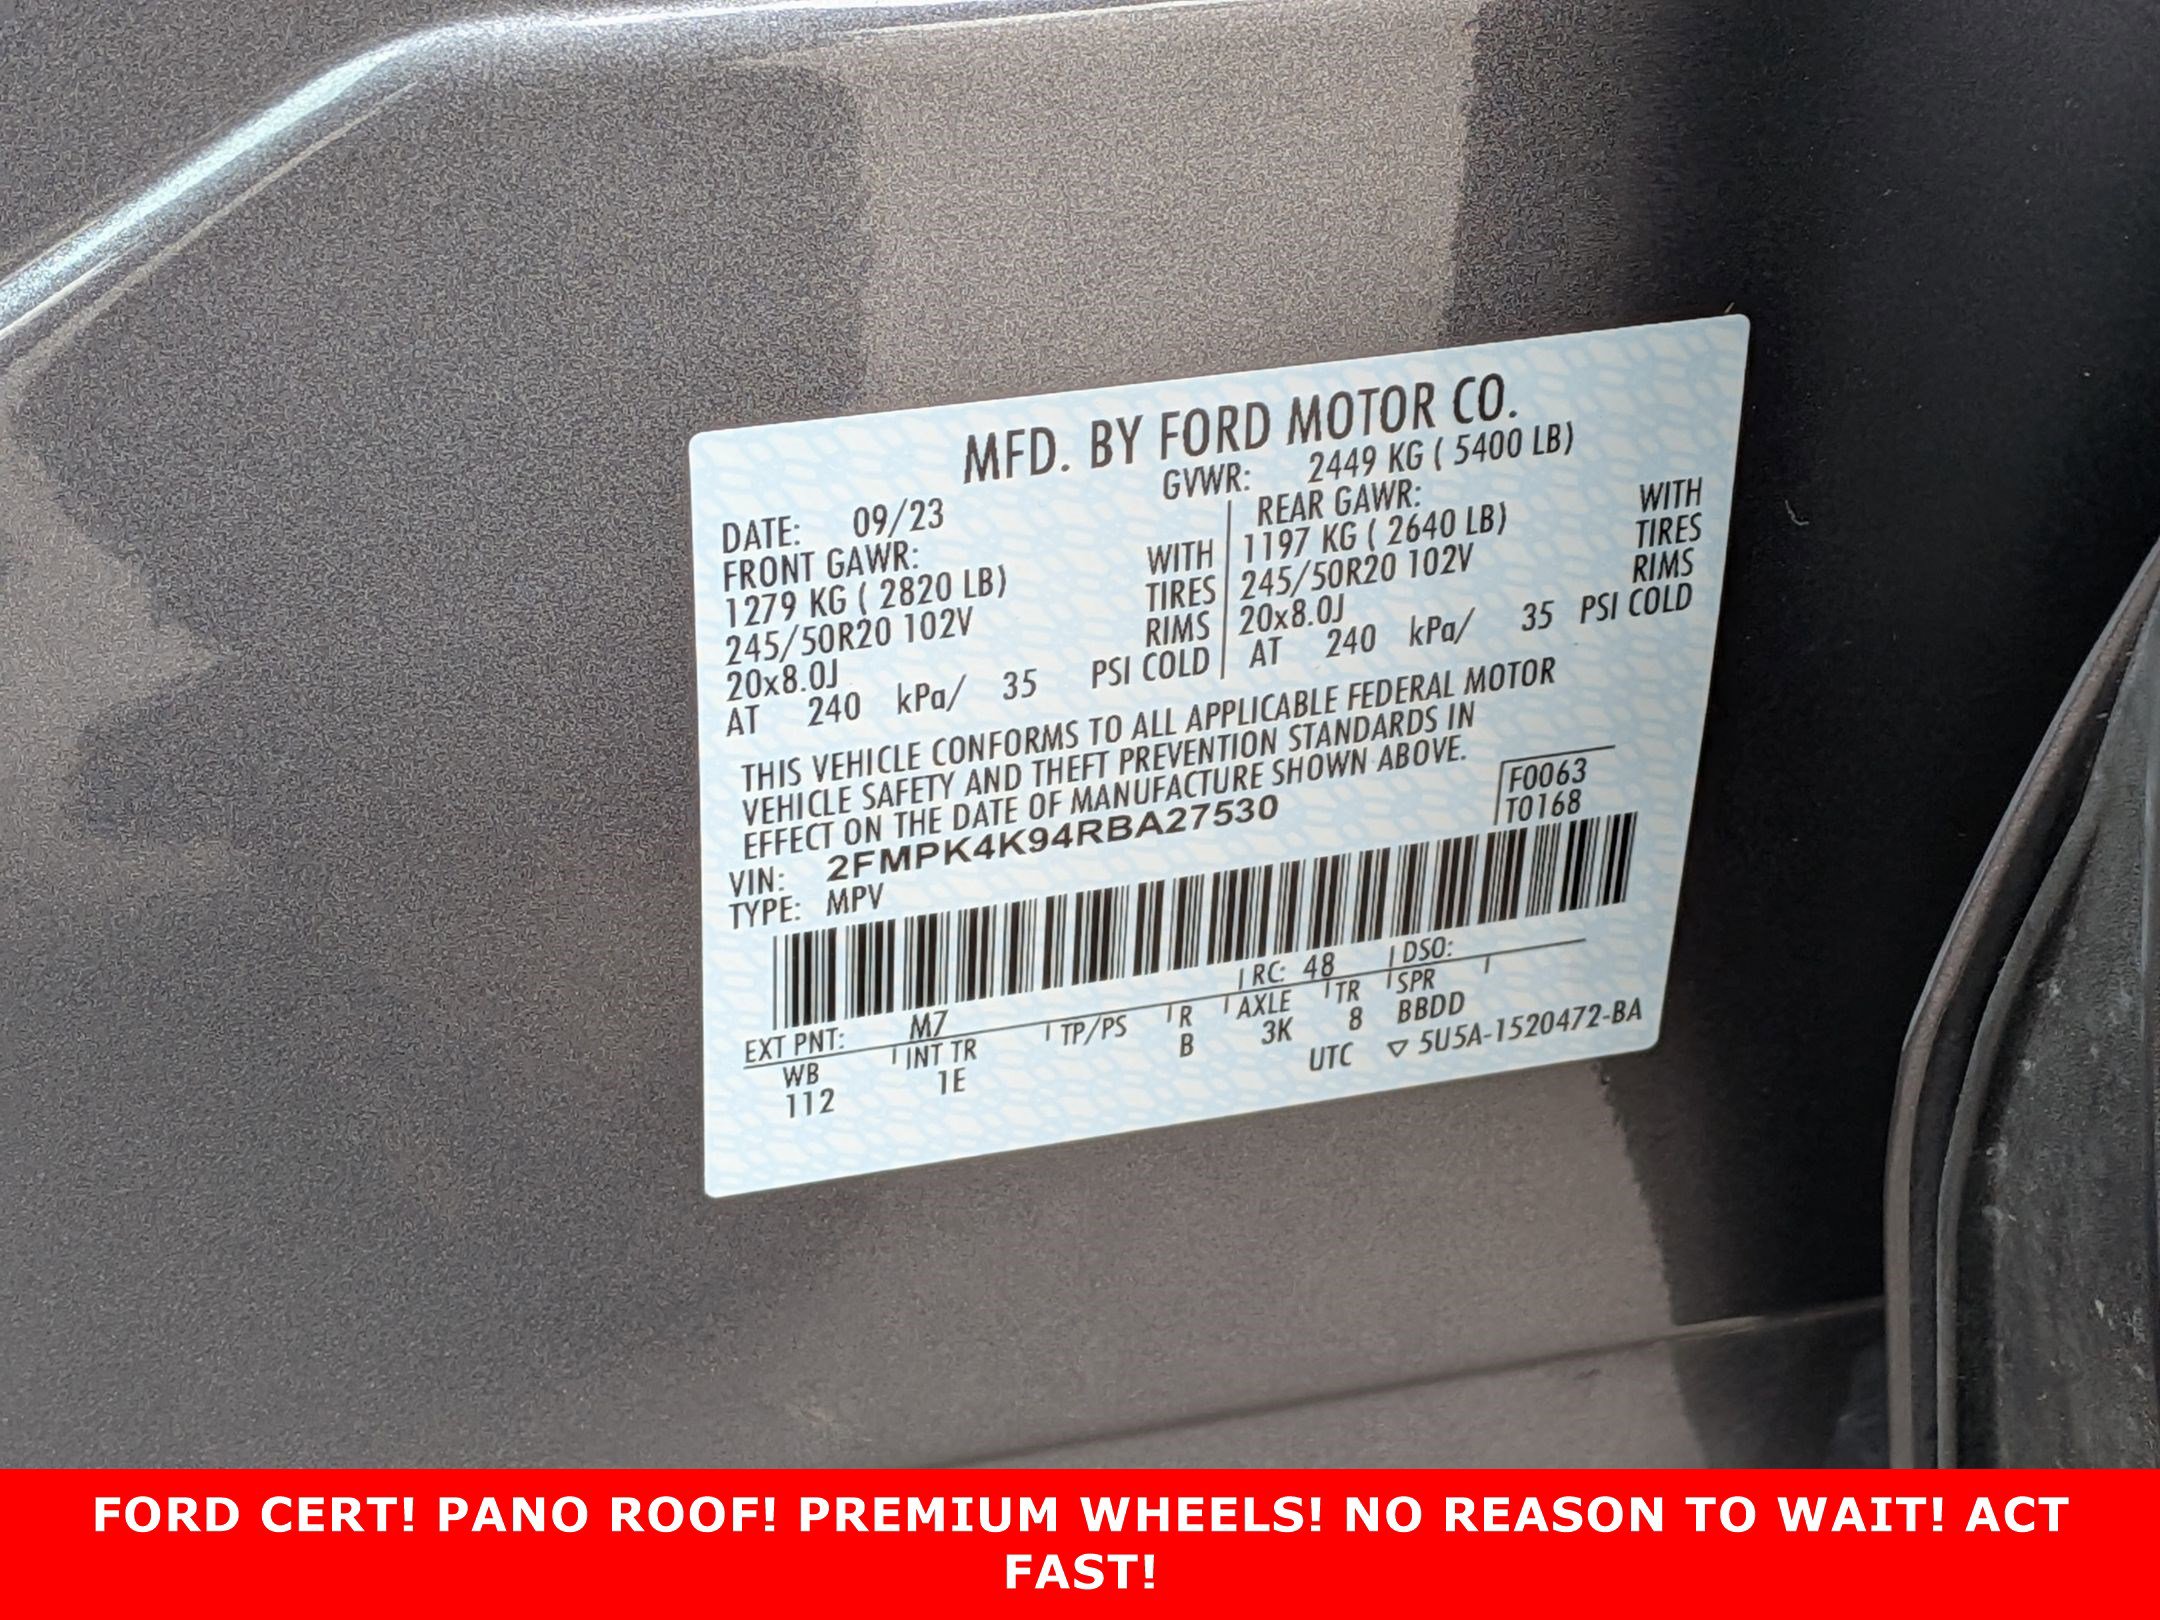 MFD. BY FORD MOTOR CO.
DATE: 09/23 GVWR: 2449 KG ( 5400 LB)
FRONT GAWR: REAR GAWR:
1279 KG ( 2820 LB) WITH 1197 KG ( 2640 LB) WITH
245/50R20 102V TIRES 245/50R20 102V TIRES
20x8.0J RIMS 20x8.0J RIMS
AT 240 kPa/ 35 PSI COLD AT 240 kPa/ 35 PSI COLD
THIS VEHICLE CONFORMS TO ALL APPLICABLE FEDERAL MOTOR
VEHICLE SAFETY AND THEFT PREVENTION STANDARDS IN
EFFECT ON THE DATE OF MANUFACTURE SHOWN ABOVE.
F0063
VIN: 2FMPK4K94RBA27530 T0168
TYPE: MPV
EXT PNT: M7 RC: 48 DSO:
WB INT TR TP/PS R AXLE TR SPR
112 1E B 3K 8 BBDD
UTC ▽ 5U5A-1520472-BA
FORD CERT! PANO ROOF! PREMIUM WHEELS! NO REASON TO WAIT! ACT
FAST!